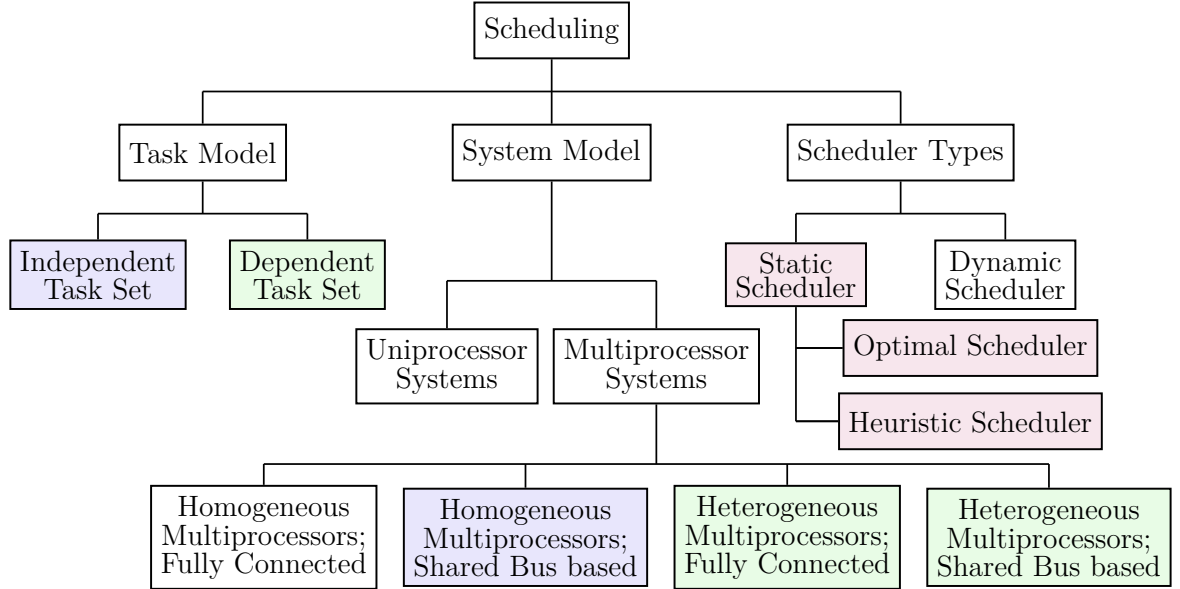 Scheduling
Task Model
System Model
Scheduler Types
Independent
Task Set
Dependent
Task Set
Static
Scheduler
Dynamic
Scheduler
Optimal Scheduler
Heuristic Scheduler
Uniprocessor
Systems
Multiprocessor
Systems
Homogeneous
Multiprocessors;
Fully Connected
Homogeneous
Multiprocessors;
Shared Bus based
Heterogeneous
Multiprocessors;
Fully Connected
Heterogeneous
Multiprocessors;
Shared Bus based